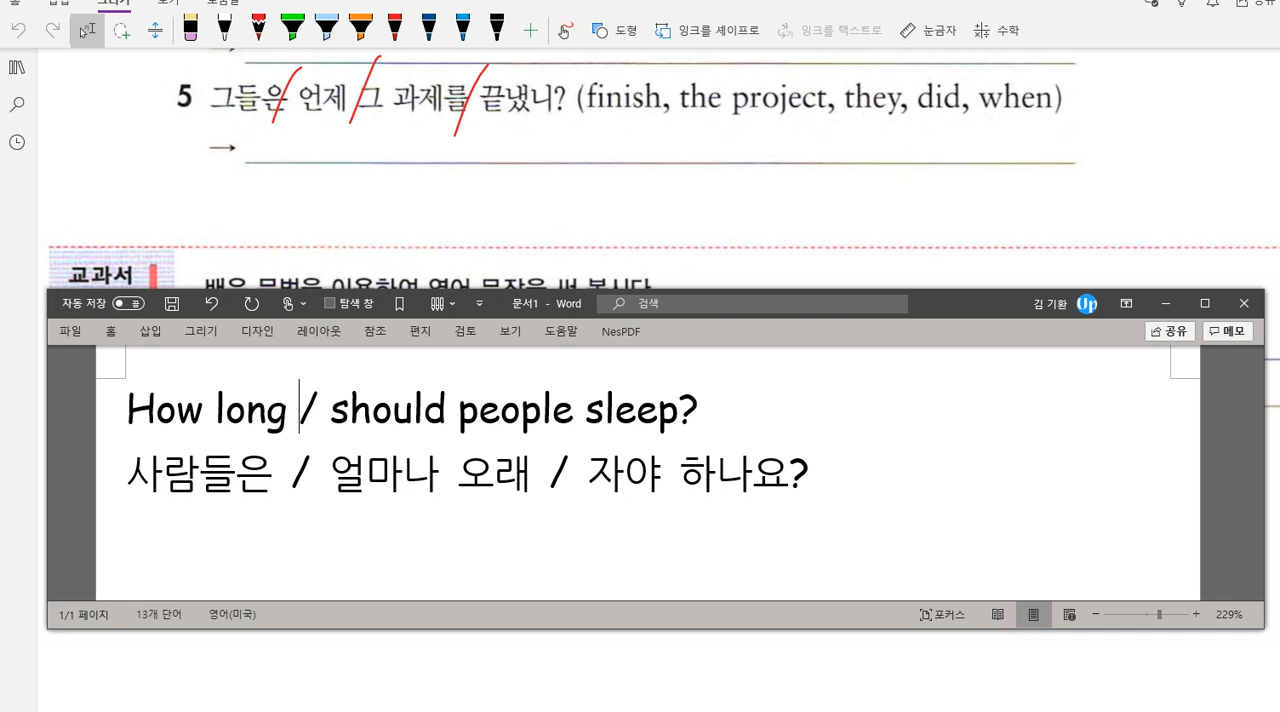 도형
잉크를 셰이프로
잉크를 텍스트로
눈금자
수학
5 그들은 언제 그 과제를 끝냈니? (finish, the project, they, did, when)
→
교과서
배운 문법을 이용하여 영어 문장을 써 봅시다
자동 저장
탐색 창
문서1 - Word
검색
김 기환
파일 홈 삽입 그리기 디자인 레이아웃 참조 편지 검토 보기 도움말 NesPDF
공유
메모
How long / should people sleep?
사람들은 / 얼마나 오래 / 자야 하나요?
1/1 페이지 13개 단어 영어(미국)
포커스
229%